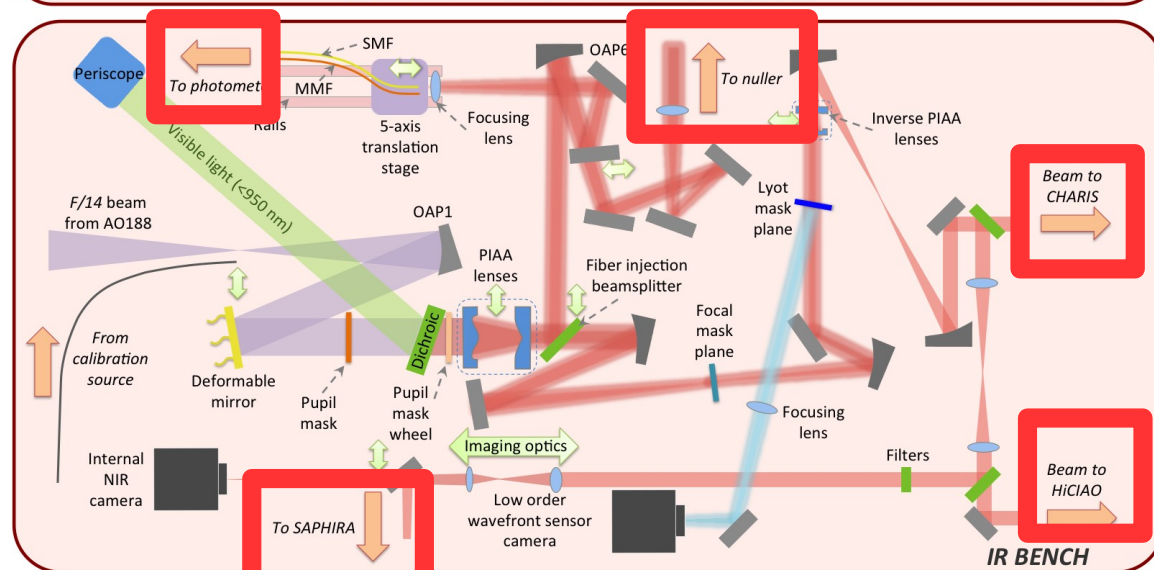 Periscope
To photomet
SMF
MMF
Rails
5-axis
translation
stage
Focusing
lens
OAP6
To nuller
Inverse PIAA
lenses
Beam to
CHARIS
Visible light (<950 nm)
F/14 beam
from AO188
OAP1
PIAA
lenses
Fiber injection
beamsplitter
Lyot
mask
plane
Focal
mask
plane
From
calibration
source
Deformable
mirror
Pupil
mask
Dichroic
Pupil
mask
wheel
Focusing
lens
Imaging optics
Internal
NIR
camera
To SAPHIRA
Low order
wavefront sensor
camera
Filters
Beam to
HiCIAO
IR BENCH